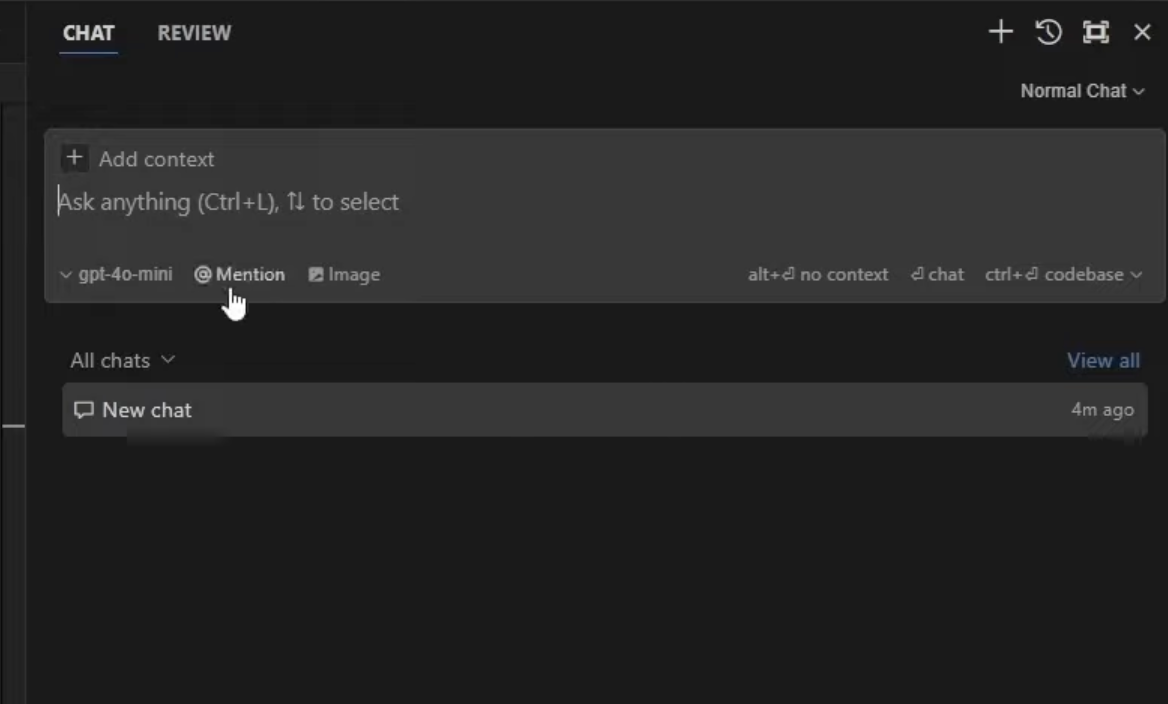 CHAT REVIEW
Normal Chat
+ Add context
Ask anything (Ctrl+L), ⇅ to select
gpt-4o-mini @ Mention Image alt+⏎ no context ⏎ chat ctrl+⏎ codebase
All chats View all
New chat 4m ago